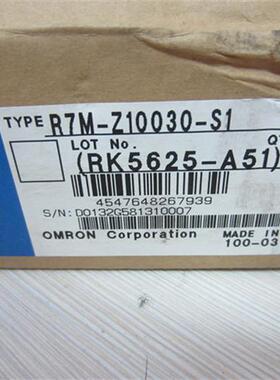 TYPE R7M-Z10030-S1
LOT No.
(RK5625-A51)
4547648267939
S/N: D0132G581310007
OMRON Corporation MADE IN
100-03